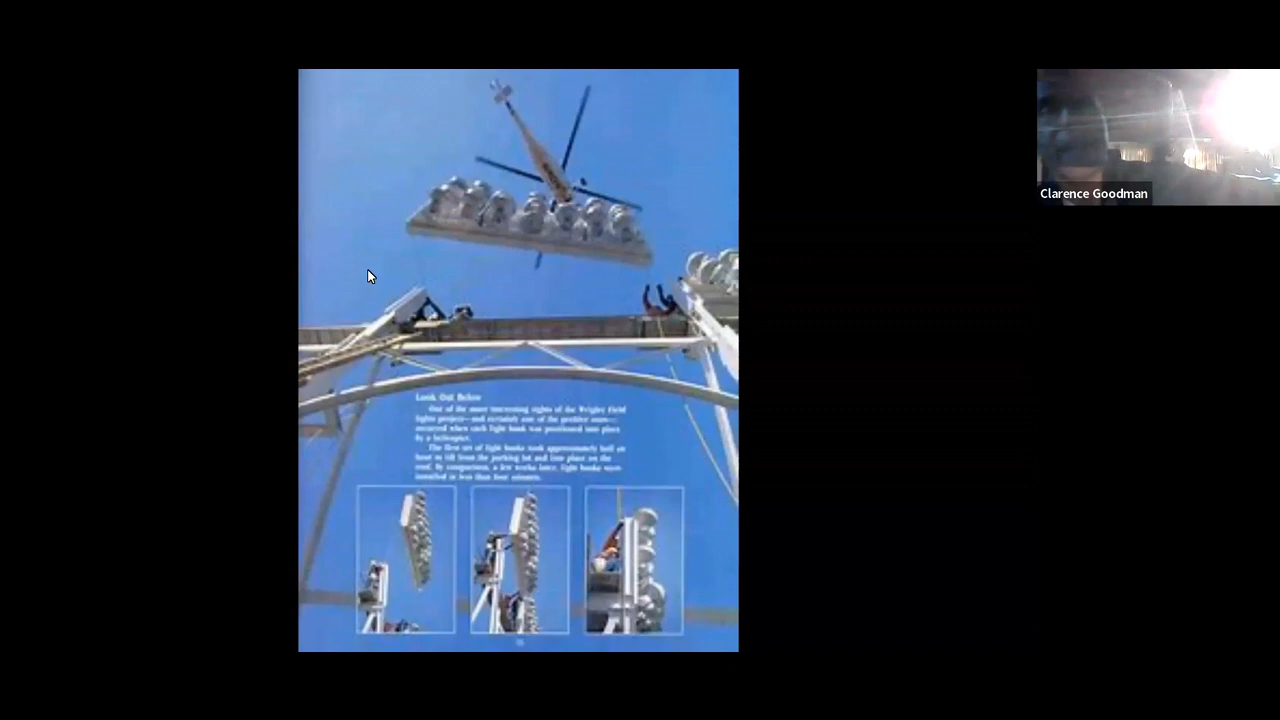 Look Out Below
One of the most interesting sights of the Wrigley Field
lights project—and certainly one of the prettier ones—
occurred when each light bank was positioned into place
by a helicopter.
The first set of light banks took approximately half an
hour to lift from the parking lot and into place on the
roof. By comparison, a few weeks later, light banks were
installed in less than four minutes.
Clarence Goodman